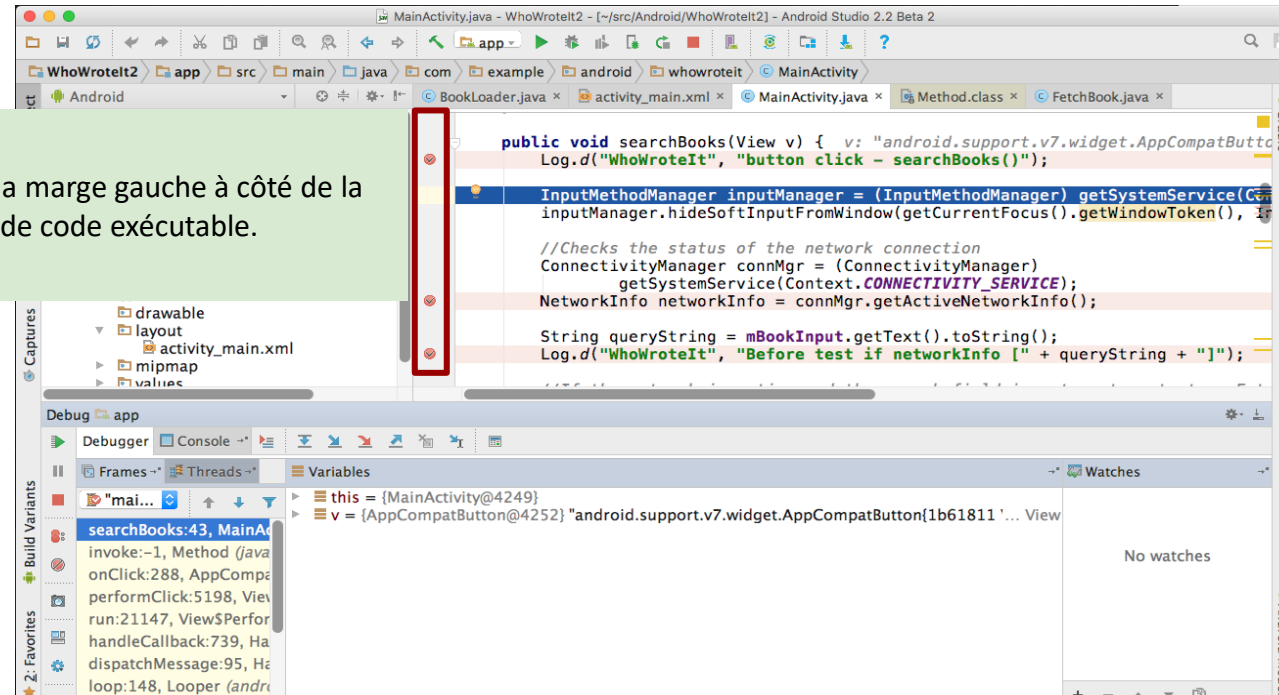 MainActivity.java - WhoWroteIt2 - [~/src/Android/WhoWroteIt2] - Android Studio 2.2 Beta 2
app
WhoWroteIt2 app src main java com example android whowroteit MainActivity
Android
BookLoader.java × activity_main.xml × MainActivity.java × Method.class × FetchBook.java ×
a marge gauche à côté de la
de code exécutable.
public void searchBooks(View v) { v: "android.support.v7.widget.AppCompatButto
Log.d("WhoWroteIt", "button click – searchBooks()");
InputMethodManager inputManager = (InputMethodManager) getSystemService(
inputManager.hideSoftInputFromWindow(getCurrentFocus().getWindowToken(),
//Checks the status of the network connection
ConnectivityManager connMgr = (ConnectivityManager)
getSystemService(Context.CONNECTIVITY_SERVICE);
NetworkInfo networkInfo = connMgr.getActiveNetworkInfo();
String queryString = mBookInput.getText().toString();
Log.d("WhoWroteIt", "Before test if networkInfo [" + queryString + "]");
drawable
layout
activity_main.xml
mipmap
values
Captures
Build Variants
2: Favorites
Debug app
Debugger Console
Frames Threads
Variables
Watches
"mai...
this = {MainActivity@4249}
v = {AppCompatButton@4252} "android.support.v7.widget.AppCompatButton{1b61811 '... View
No watches
searchBooks:43, MainAc
invoke:–1, Method (java
onClick:288, AppCompa
performClick:5198, View
run:21147, View$Perfor
handleCallback:739, Ha
dispatchMessage:95, Ha
loop:148, Looper (andro